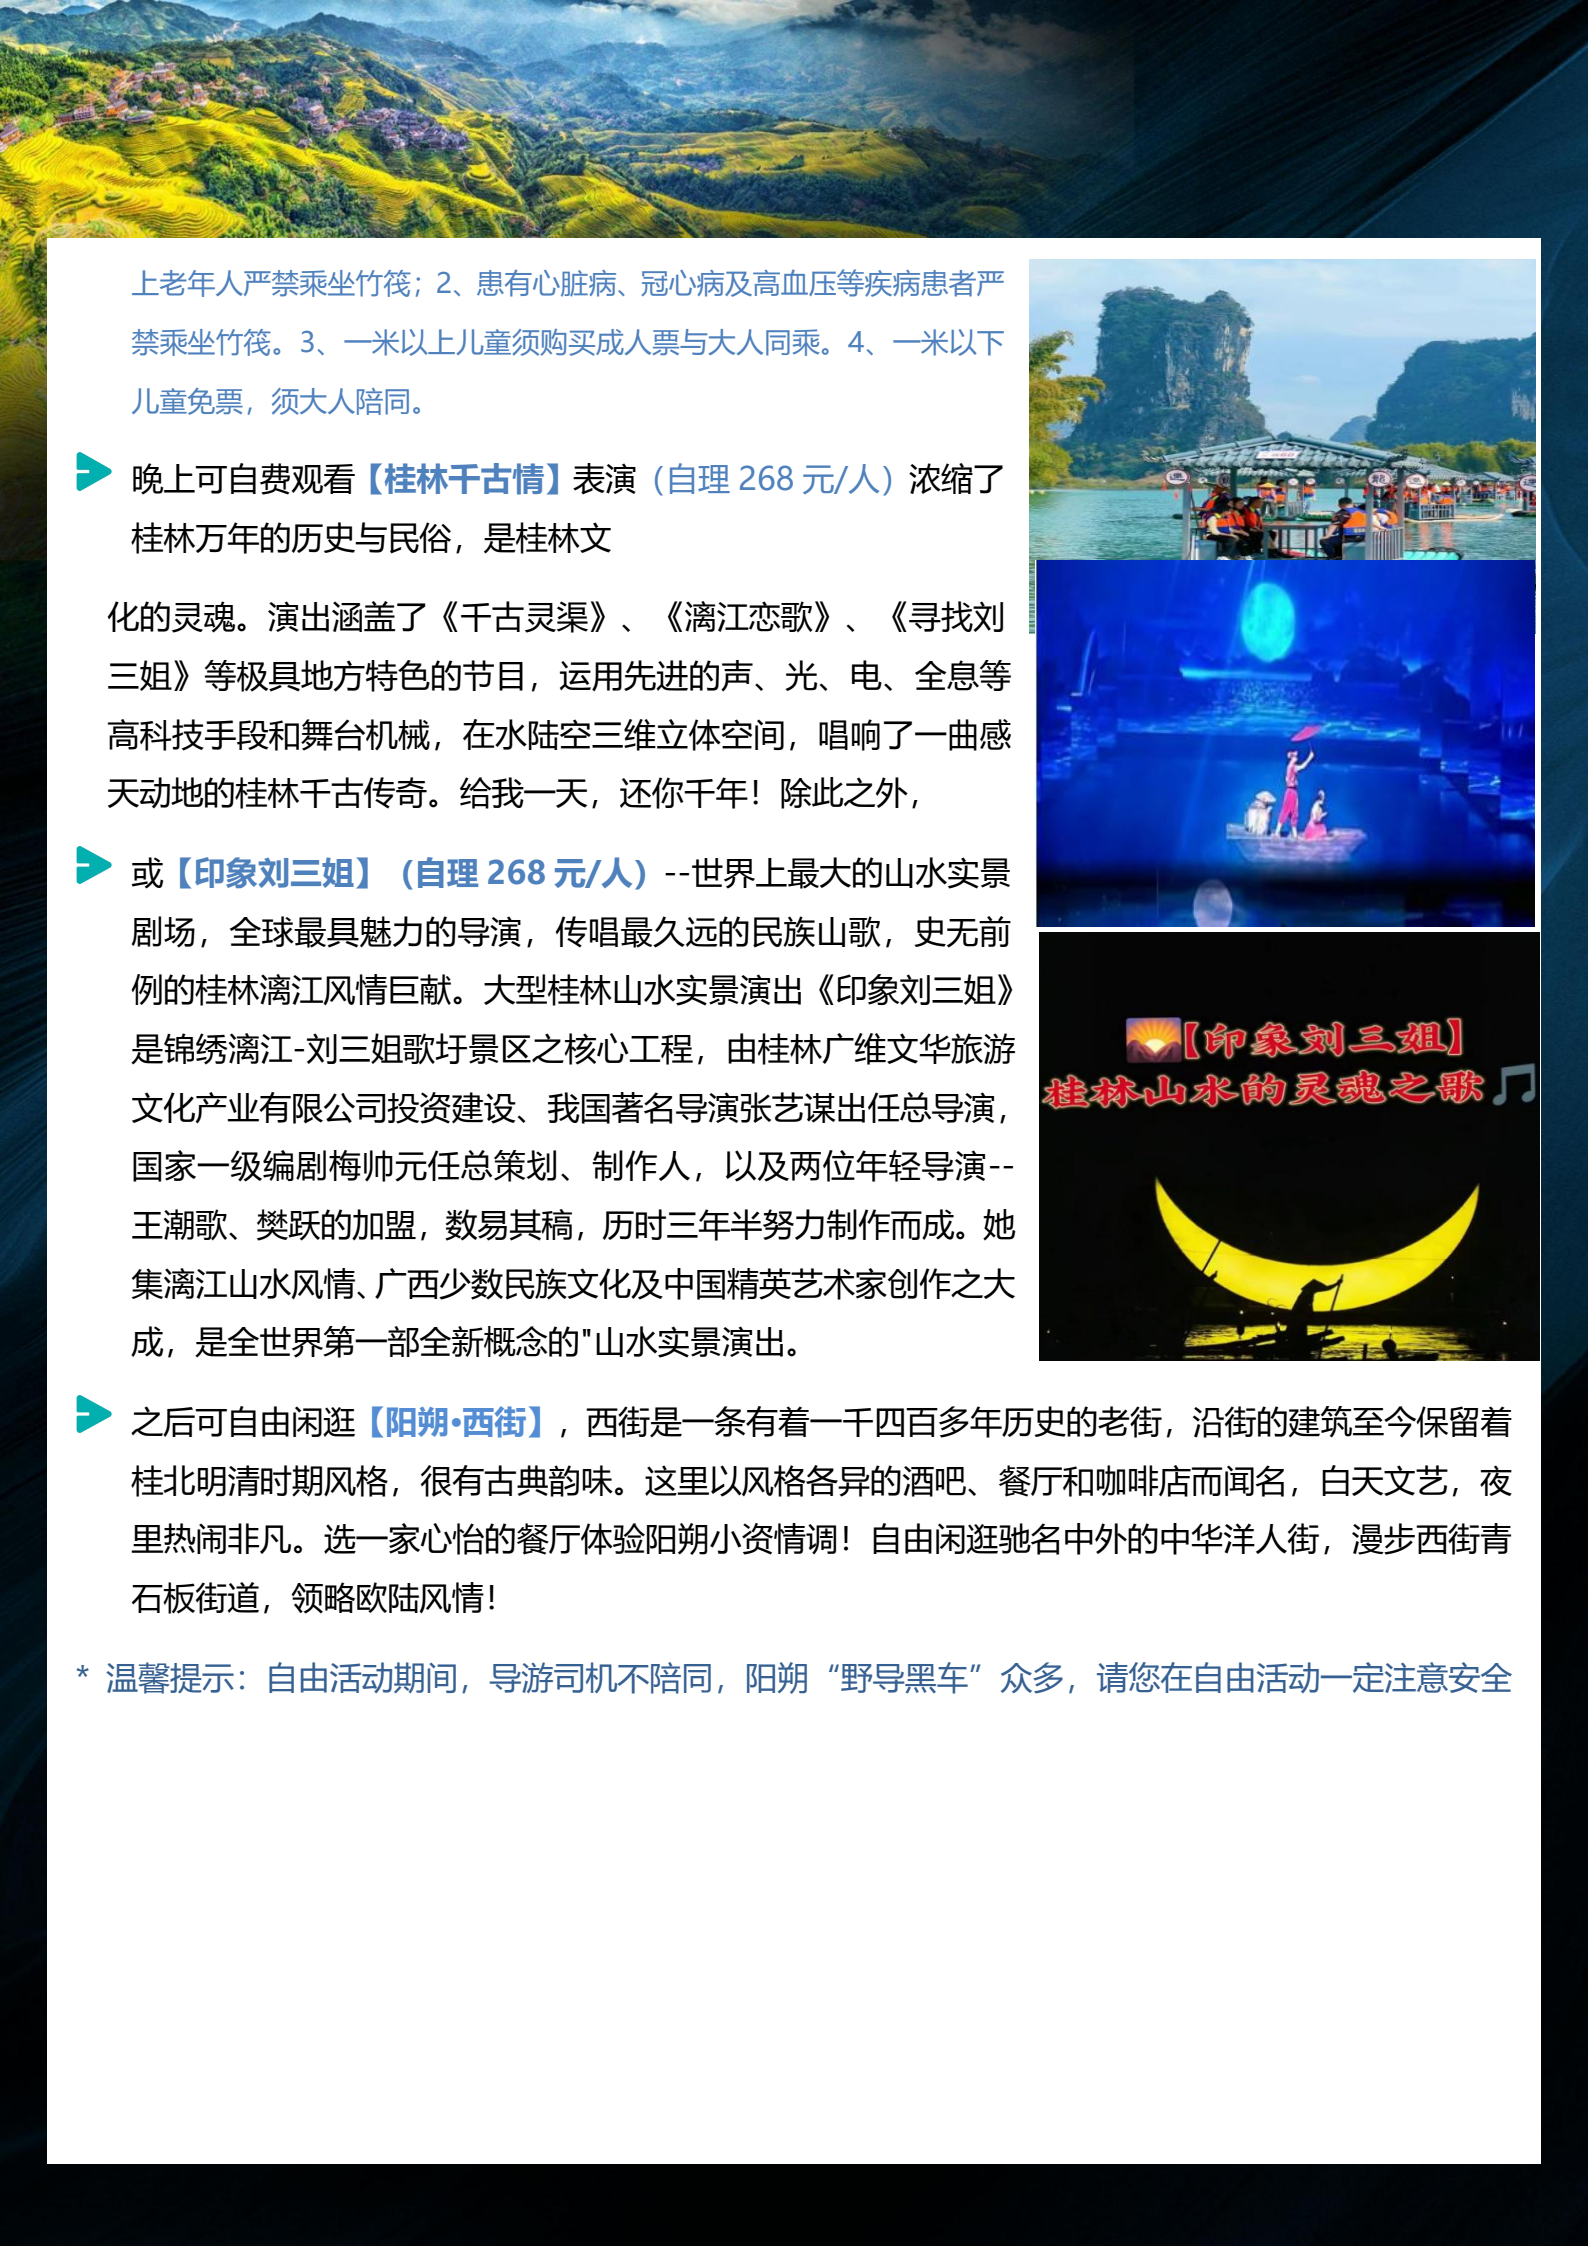 上老年人严禁乘坐竹筏；2、患有心脏病、冠心病及高血压等疾病患者严
禁乘坐竹筏。3、一米以上儿童须购买成人票与大人同乘。4、一米以下
儿童免票，须大人陪同。
晚上可自费观看【桂林千古情】表演（自理 268 元/人）浓缩了
桂林万年的历史与民俗，是桂林文
化的灵魂。演出涵盖了《千古灵渠》、《漓江恋歌》、《寻找刘
三姐》等极具地方特色的节目，运用先进的声、光、电、全息等
高科技手段和舞台机械，在水陆空三维立体空间，唱响了一曲感
天动地的桂林千古传奇。给我一天，还你千年！除此之外，
或【印象刘三姐】（自理 268 元/人）--世界上最大的山水实景
剧场，全球最具魅力的导演，传唱最久远的民族山歌，史无前
例的桂林漓江风情巨献。大型桂林山水实景演出《印象刘三姐》
是锦绣漓江-刘三姐歌圩景区之核心工程，由桂林广维文华旅游
文化产业有限公司投资建设、我国著名导演张艺谋出任总导演，
国家一级编剧梅帅元任总策划、制作人，以及两位年轻导演--
王潮歌、樊跃的加盟，数易其稿，历时三年半努力制作而成。她
集漓江山水风情、广西少数民族文化及中国精英艺术家创作之大
成，是全世界第一部全新概念的"山水实景演出。
【印象刘三姐】
桂林山水的灵魂之歌
之后可自由闲逛【阳朔•西街】，西街是一条有着一千四百多年历史的老街，沿街的建筑至今保留着
桂北明清时期风格，很有古典韵味。这里以风格各异的酒吧、餐厅和咖啡店而闻名，白天文艺，夜
里热闹非凡。选一家心怡的餐厅体验阳朔小资情调！自由闲逛驰名中外的中华洋人街，漫步西街青
石板街道，领略欧陆风情！
* 温馨提示：自由活动期间，导游司机不陪同，阳朔“野导黑车”众多，请您在自由活动一定注意安全